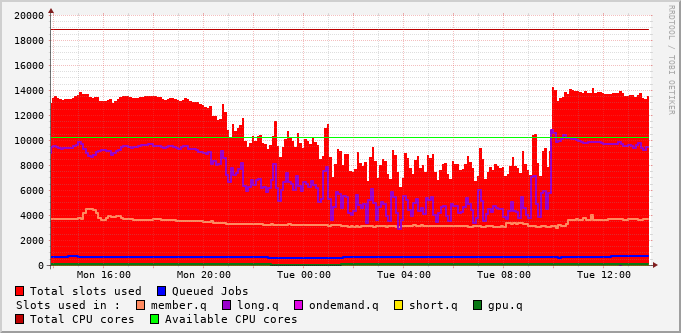 20000
18000
16000
14000
12000
10000
8000
6000
4000
2000
0
Mon 16:00 Mon 20:00 Tue 00:00 Tue 04:00 Tue 08:00 Tue 12:00
RRDTOOL / TOBI OETIKER
Total slots used Queued Jobs
Slots used in : member.q long.q ondemand.q short.q gpu.q
Total CPU cores Available CPU cores